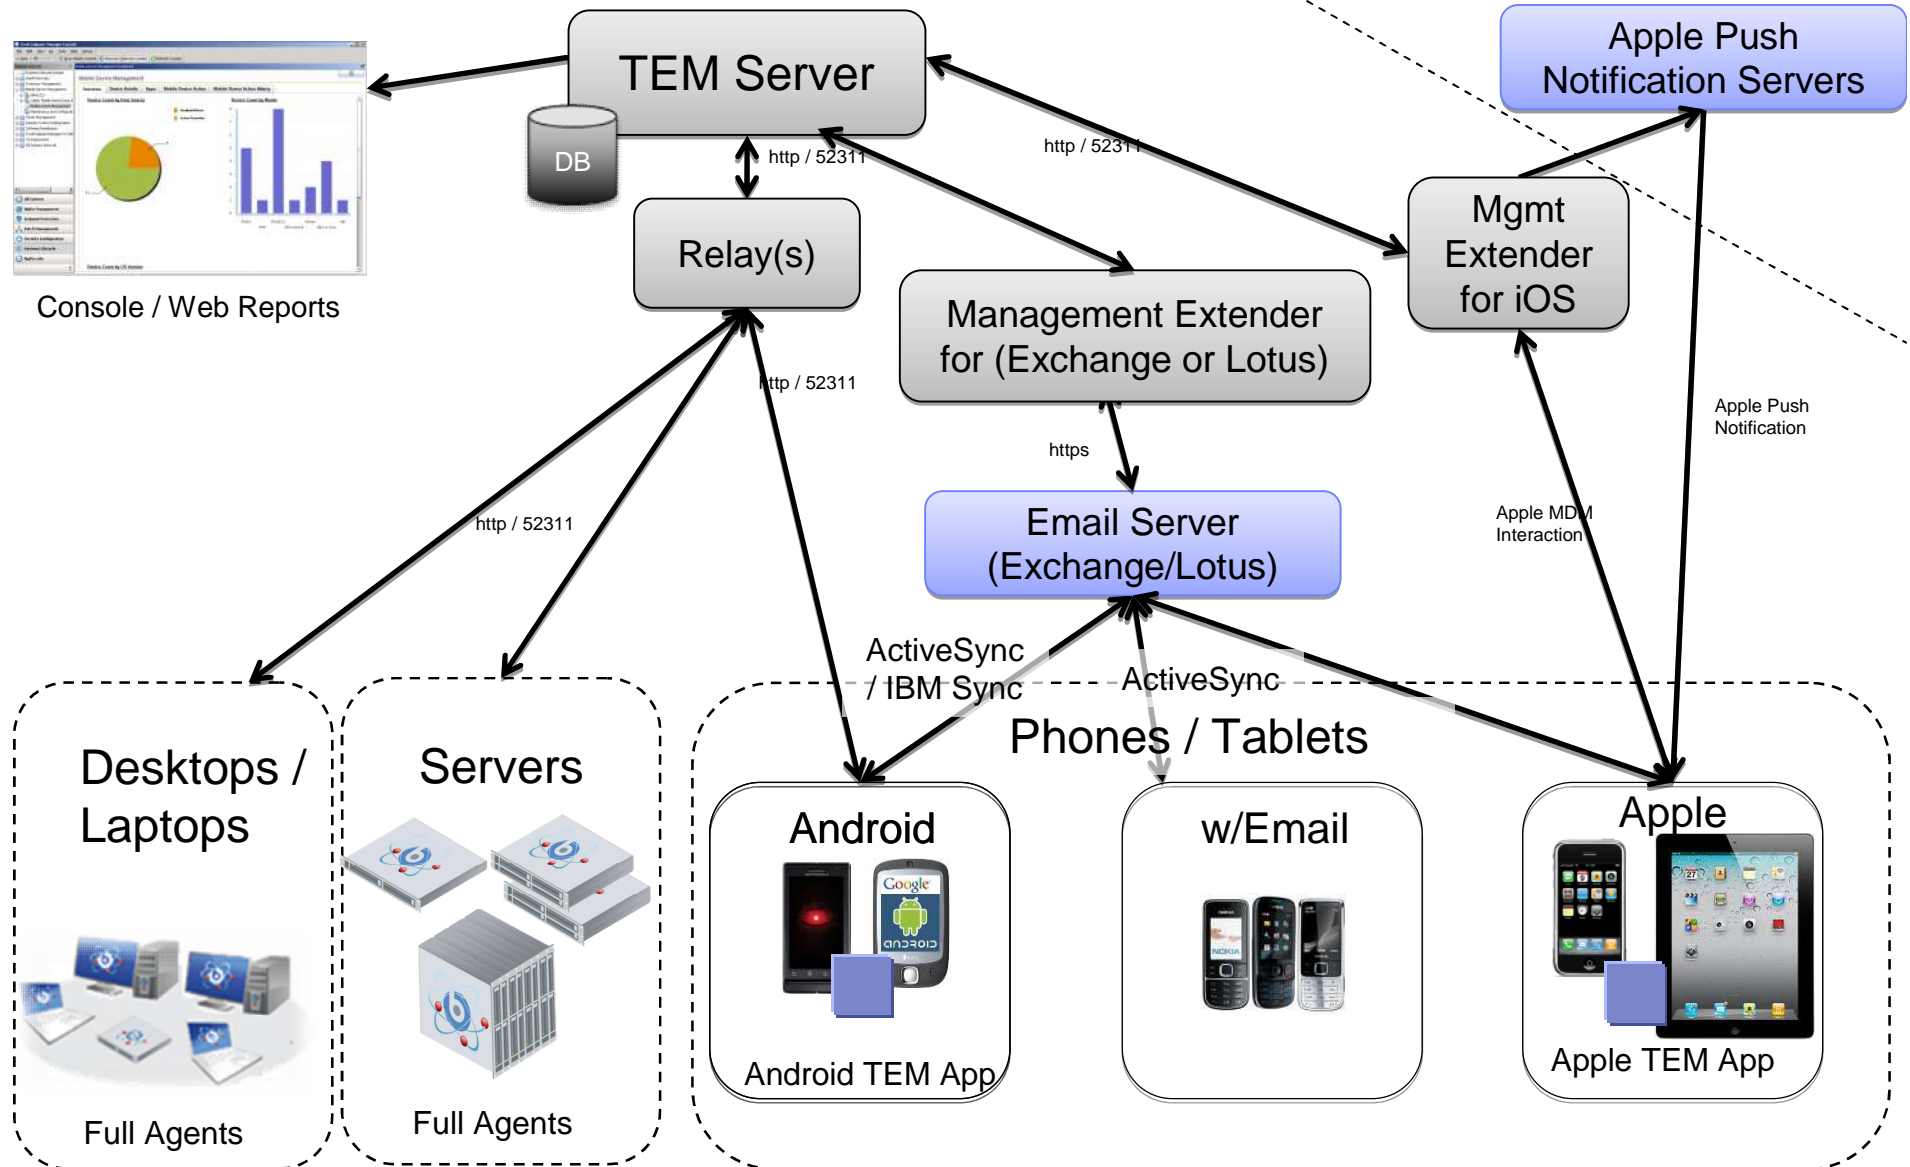 TEM Server
Apple Push
Notification Servers
DB
http / 52311
http / 52311
Mgmt
Extender
for iOS
Relay(s)
Console / Web Reports
Management Extender
for (Exchange or Lotus)
http / 52311
Apple Push
Notification
https
http / 52311
Email Server
(Exchange/Lotus)
Apple MDM
Interaction
ActiveSync
/ IBM Sync
ActiveSync
Phones / Tablets
Desktops /
Laptops
Servers
Android
w/Email
Apple
Google
ANDROID
NOKIA
Android TEM App
Apple TEM App
Full Agents
Full Agents